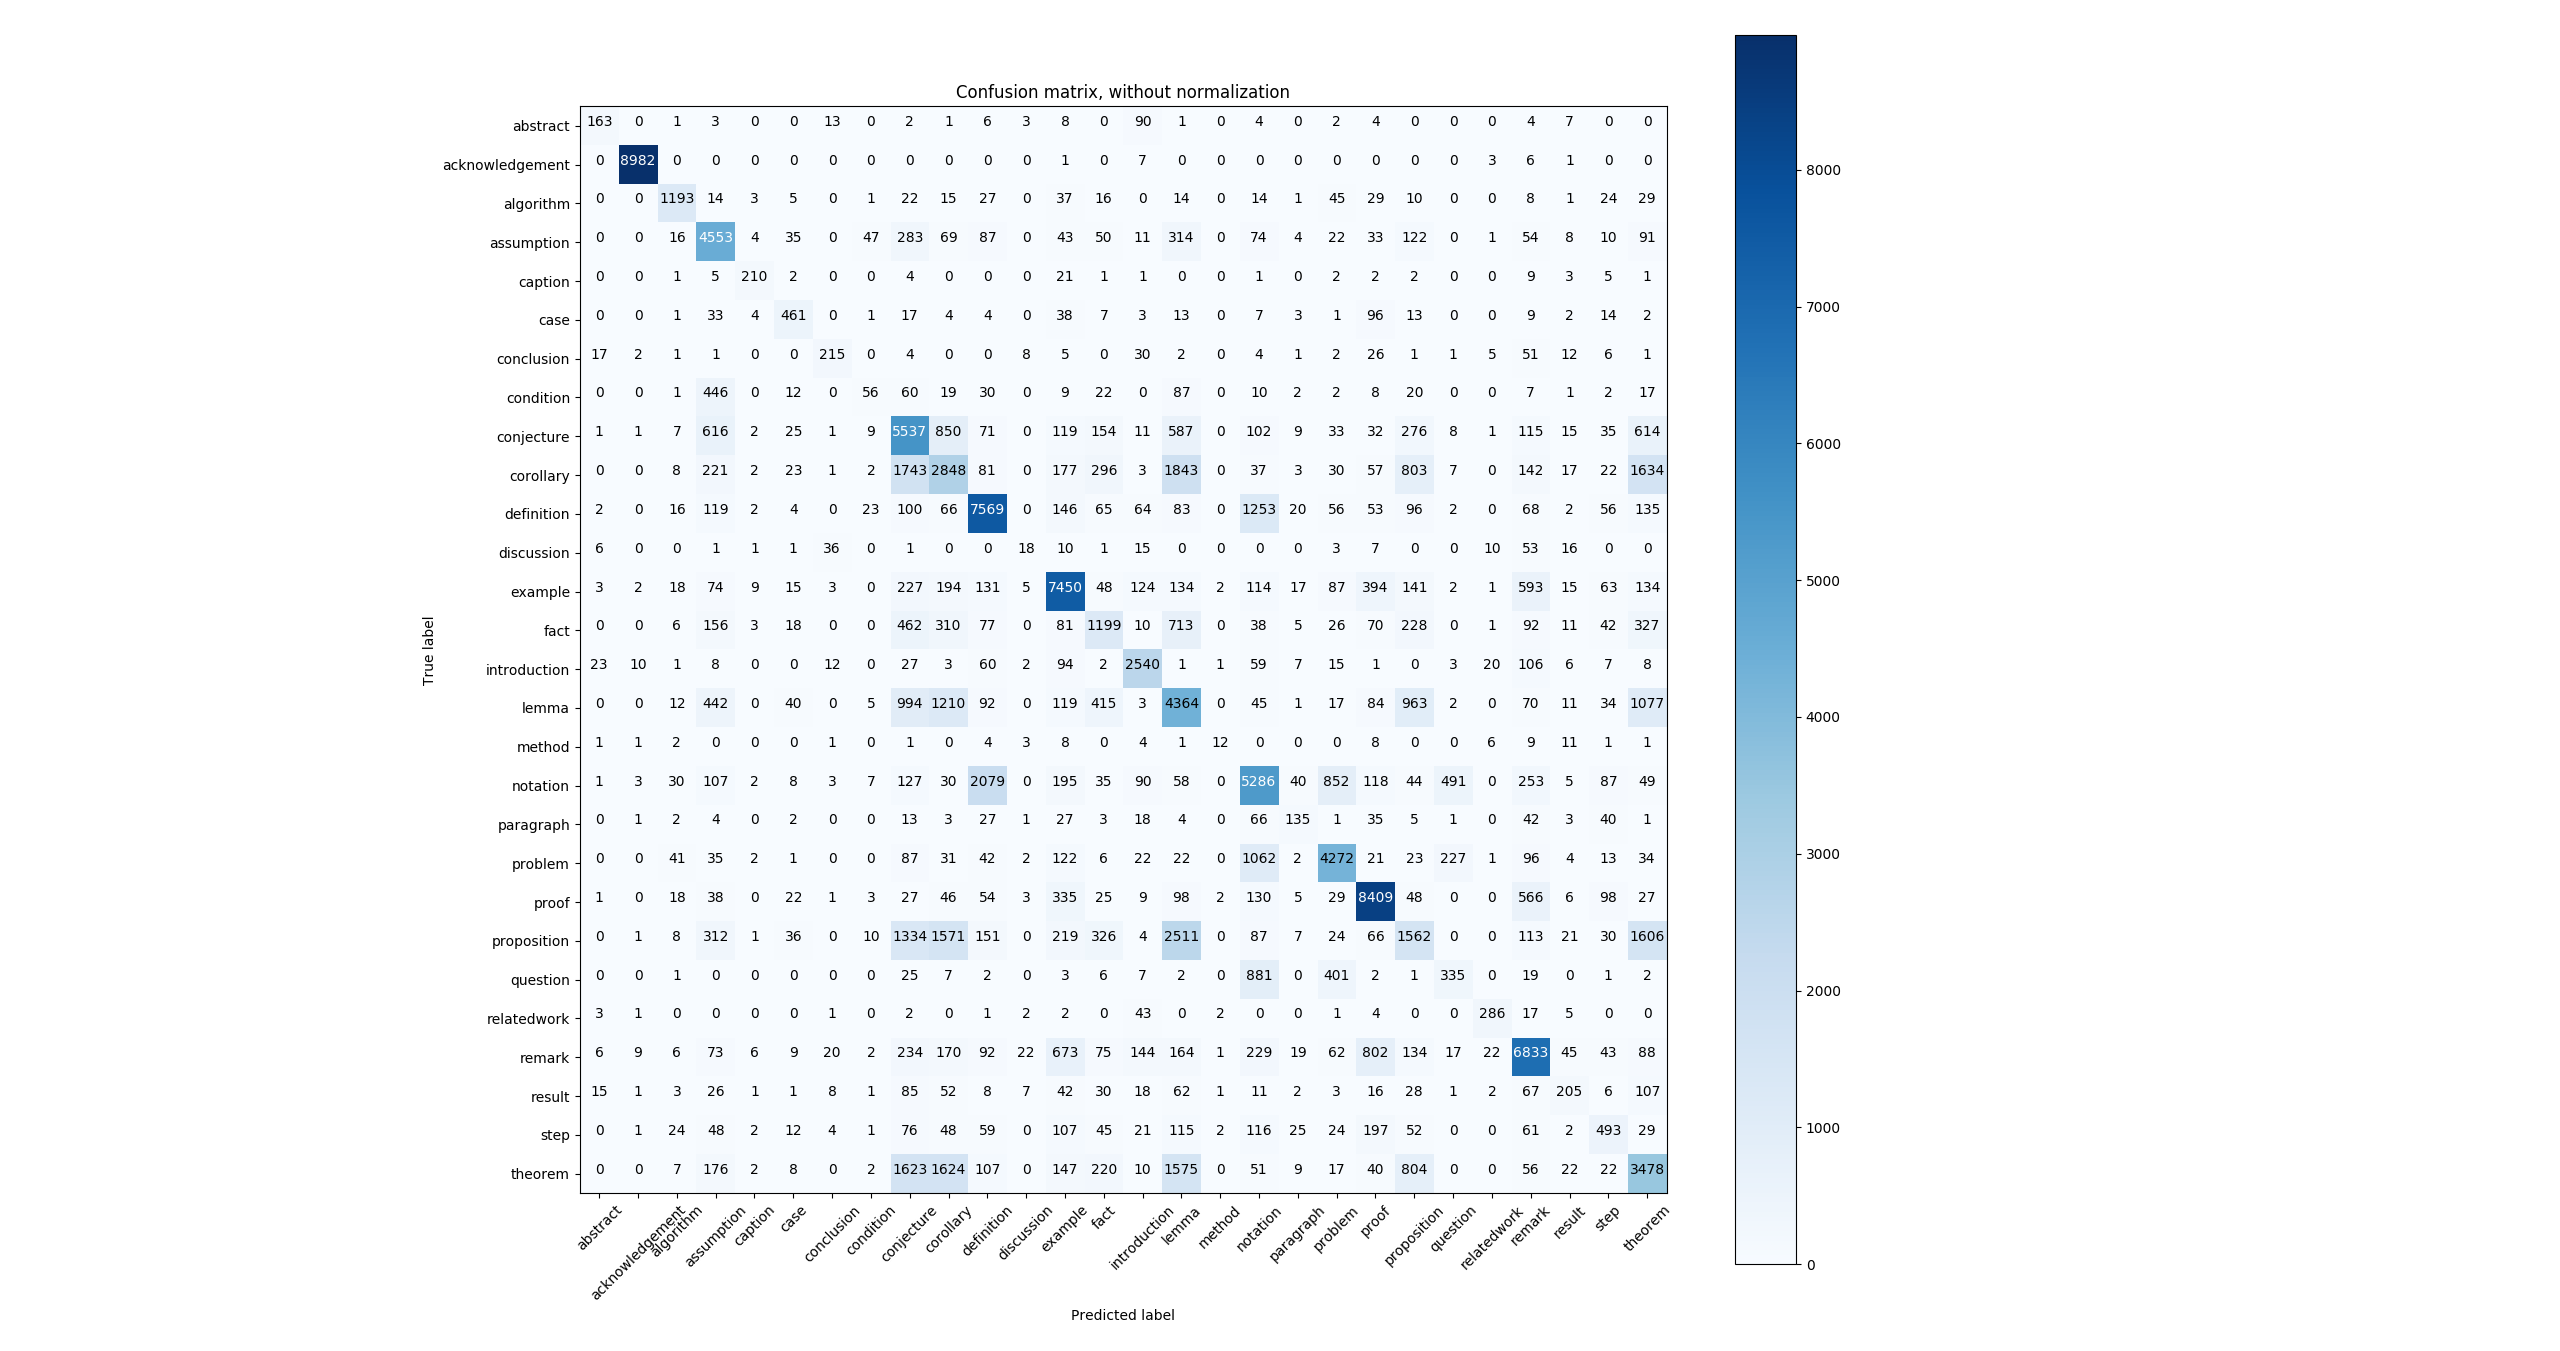 Confusion matrix, without normalization
abstract 163 0 1 3 0 0 13 0 2 1 6 3 8 0 90 1 0 4 0 2 4 0 0 0 4 7 0 0
acknowledgement 0 8982 0 0 0 0 0 0 0 0 0 0 1 0 7 0 0 0 0 0 0 0 0 3 6 1 0 0
algorithm 0 0 1193 14 3 5 0 1 22 15 27 0 37 16 0 14 0 14 1 45 29 10 0 0 8 1 24 29
assumption 0 0 16 4553 4 35 0 47 283 69 87 0 43 50 11 314 0 74 4 22 33 122 0 1 54 8 10 91
caption 0 0 1 5 210 2 0 0 4 0 0 0 21 1 1 0 0 1 0 2 2 2 0 0 9 3 5 1
case 0 0 1 33 4 461 0 1 17 4 4 0 38 7 3 13 0 7 3 1 96 13 0 0 9 2 14 2
conclusion 17 2 1 1 0 0 215 0 4 0 0 8 5 0 30 2 0 4 1 2 26 1 1 5 51 12 6 1
condition 0 0 1 446 0 12 0 56 60 19 30 0 9 22 0 87 0 10 2 2 8 20 0 0 7 1 2 17
conjecture 1 1 7 616 2 25 1 9 5537 850 71 0 119 154 11 587 0 102 9 33 32 276 8 1 115 15 35 614
corollary 0 0 8 221 2 23 1 2 1743 2848 81 0 177 296 3 1843 0 37 3 30 57 803 7 0 142 17 22 1634
definition 2 0 16 119 2 4 0 23 100 66 7569 0 146 65 64 83 0 1253 20 56 53 96 2 0 68 2 56 135
discussion 6 0 0 1 1 1 36 0 1 0 0 18 10 1 15 0 0 0 0 3 7 0 0 10 53 16 0 0
example 3 2 18 74 9 15 3 0 227 194 131 5 7450 48 124 134 2 114 17 87 394 141 2 1 593 15 63 134
fact 0 0 6 156 3 18 0 0 462 310 77 0 81 1199 10 713 0 38 5 26 70 228 0 1 92 11 42 327
introduction 23 10 1 8 0 0 12 0 27 3 60 2 94 2 2540 1 1 59 7 15 1 0 3 20 106 6 7 8
lemma 0 0 12 442 0 40 0 5 994 1210 92 0 119 415 3 4364 0 45 1 17 84 963 2 0 70 11 34 1077
method 1 1 2 0 0 0 1 0 1 0 4 3 8 0 4 1 12 0 0 0 8 0 0 6 9 11 1 1
notation 1 3 30 107 2 8 3 7 127 30 2079 0 195 35 90 58 0 5286 40 852 118 44 491 0 253 5 87 49
paragraph 0 1 2 4 0 2 0 0 13 3 27 1 27 3 18 4 0 66 135 1 35 5 1 0 42 3 40 1
problem 0 0 41 35 2 1 0 0 87 31 42 2 122 6 22 22 0 1062 2 4272 21 23 227 1 96 4 13 34
proof 1 0 18 38 0 22 1 3 27 46 54 3 335 25 9 98 2 130 5 29 8409 48 0 0 566 6 98 27
proposition 0 1 8 312 1 36 0 10 1334 1571 151 0 219 326 4 2511 0 87 7 24 66 1562 0 0 113 21 30 1606
question 0 0 1 0 0 0 0 0 25 7 2 0 3 6 7 2 0 881 0 401 2 1 335 0 19 0 1 2
relatedwork 3 1 0 0 0 0 1 0 2 0 1 2 2 0 43 0 2 0 0 1 4 0 0 286 17 5 0 0
remark 6 9 6 73 6 9 20 2 234 170 92 22 673 75 144 164 1 229 19 62 802 134 17 22 6833 45 43 88
result 15 1 3 26 1 1 8 1 85 52 8 7 42 30 18 62 1 11 2 3 16 28 1 2 67 205 6 107
step 0 1 24 48 2 12 4 1 76 48 59 0 107 45 21 115 2 116 25 24 197 52 0 0 61 2 493 29
theorem 0 0 7 176 2 8 0 2 1623 1624 107 0 147 220 10 1575 0 51 9 17 40 804 0 0 56 22 22 3478
abstract acknowledgement algorithm assumption caption case conclusion condition conjecture corollary definition discussion example fact introduction lemma method notation paragraph problem proof proposition question relatedwork remark result step theorem
Predicted label
True label
8000
7000
6000
5000
4000
3000
2000
1000
0